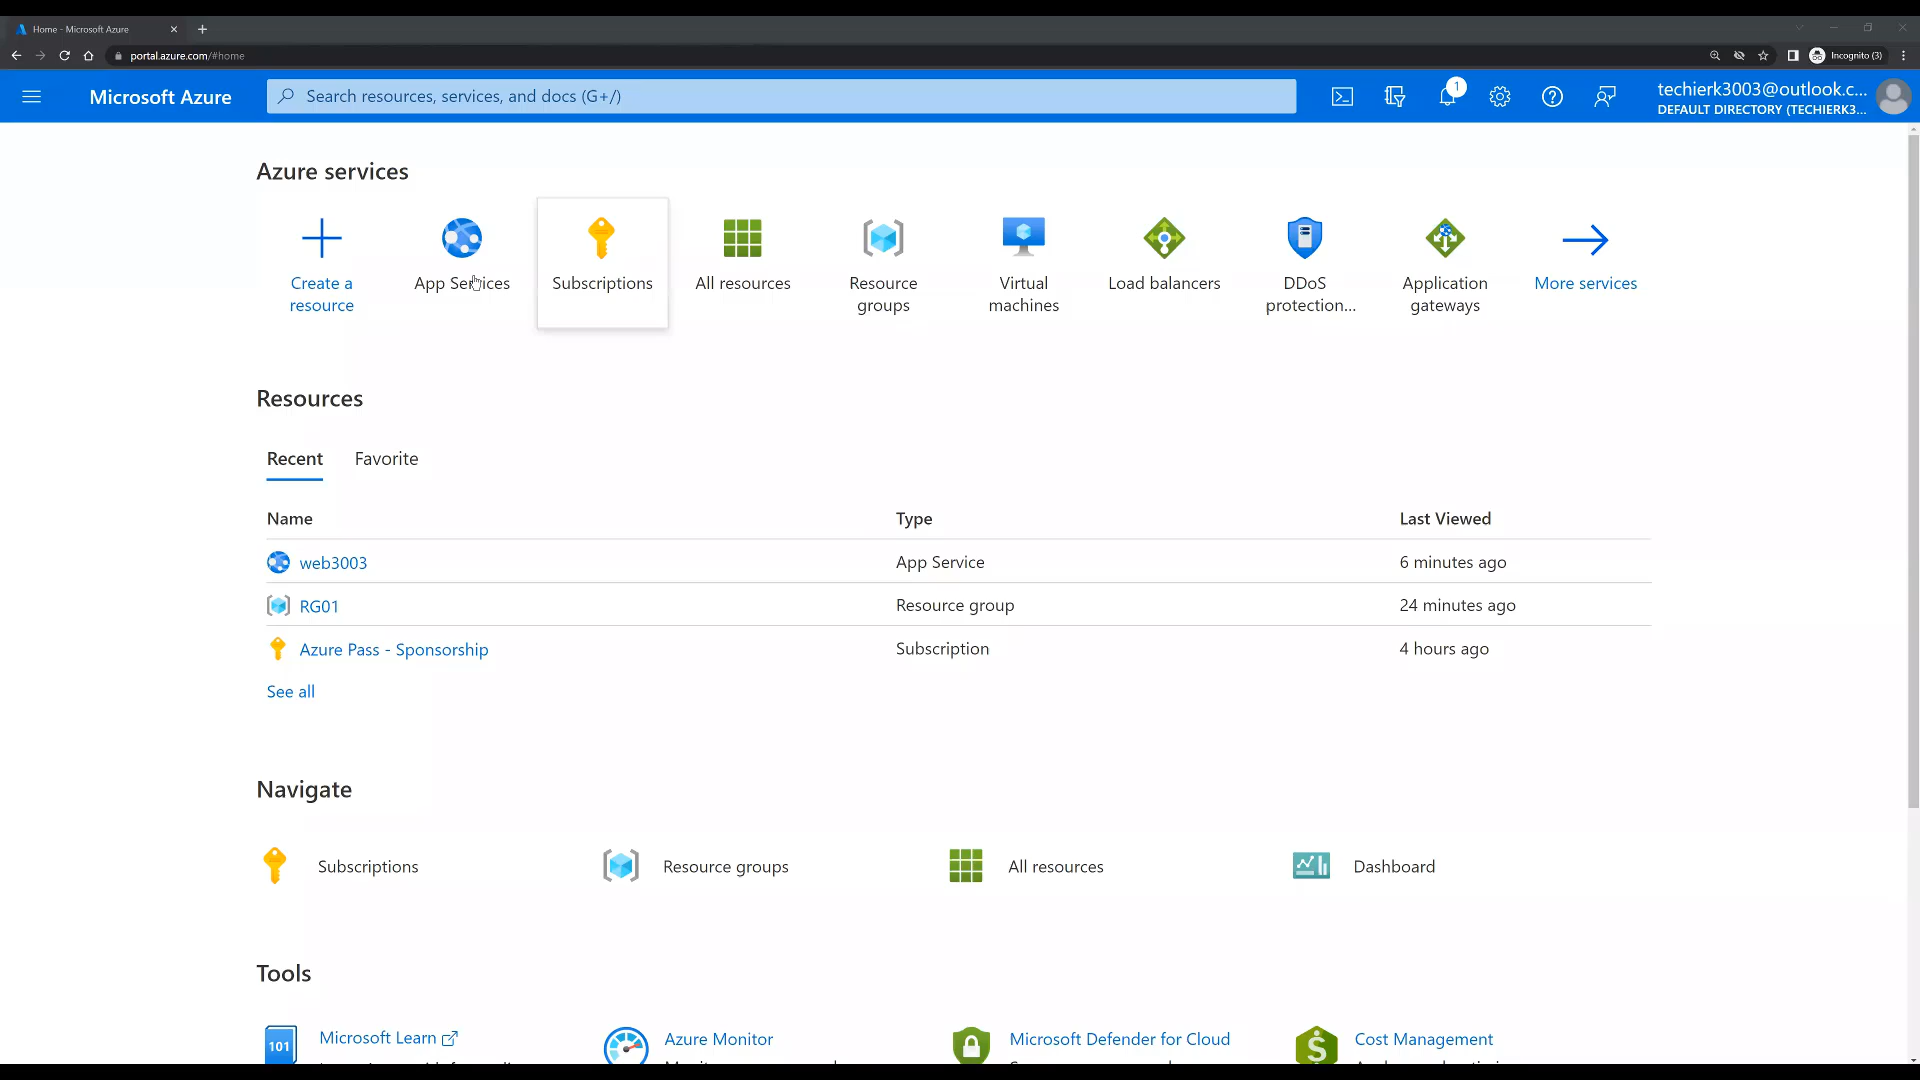 Home - Microsoft Azure
portal.azure.com/#home
Incognito (3)
Microsoft Azure
Search resources, services, and docs (G+/)
1
techierk3003@outlook.c...
DEFAULT DIRECTORY (TECHIERK3...
Azure services
Create a
resource
App Services
Subscriptions
All resources
Resource
groups
Virtual
machines
Load balancers
DDoS
protection...
Application
gateways
More services
Resources
Recent
Favorite
Name
Type
Last Viewed
web3003
App Service
6 minutes ago
RG01
Resource group
24 minutes ago
Azure Pass - Sponsorship
Subscription
4 hours ago
See all
Navigate
Subscriptions
Resource groups
All resources
Dashboard
Tools
101
Microsoft Learn
Azure Monitor
Microsoft Defender for Cloud
Cost Management